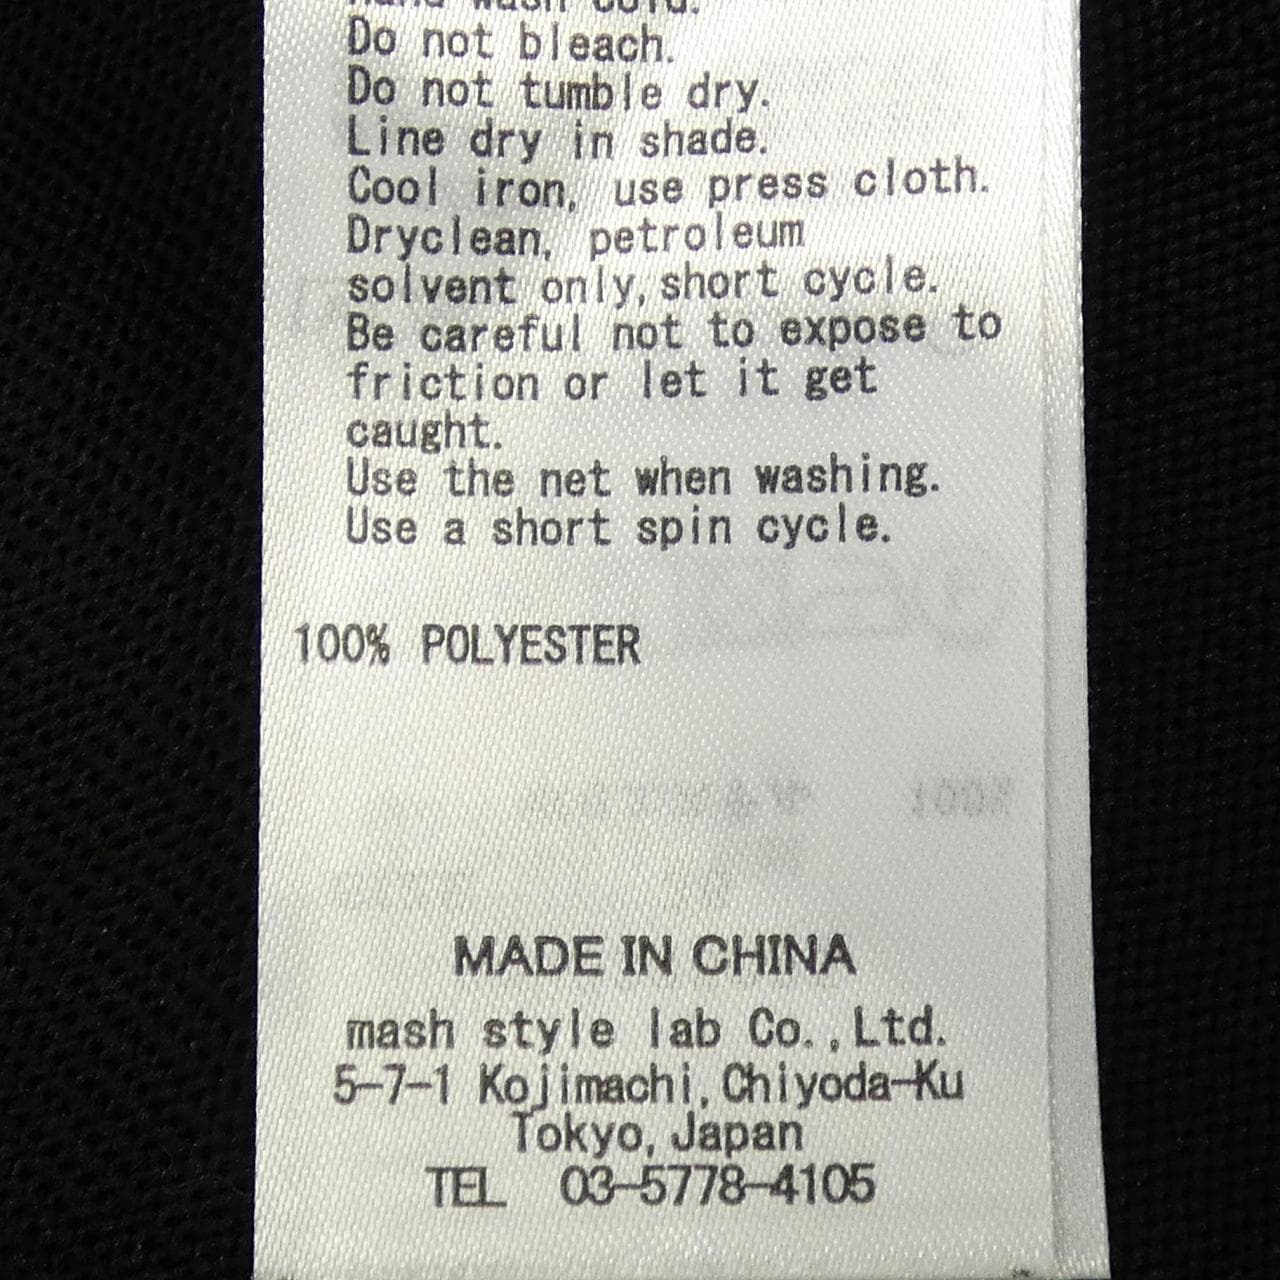 Hand wash cold.
Do not bleach.
Do not tumble dry.
Line dry in shade.
Cool iron, use press cloth.
Dryclean, petroleum
solvent only,short cycle.
Be careful not to expose to
friction or let it get
caught.
Use the net when washing.
Use a short spin cycle.
100% POLYESTER
MADE IN CHINA
mash style lab Co.,Ltd.
5-7-1 Kojimachi,Chiyoda-Ku
Tokyo,Japan
TEL 03-5778-4105